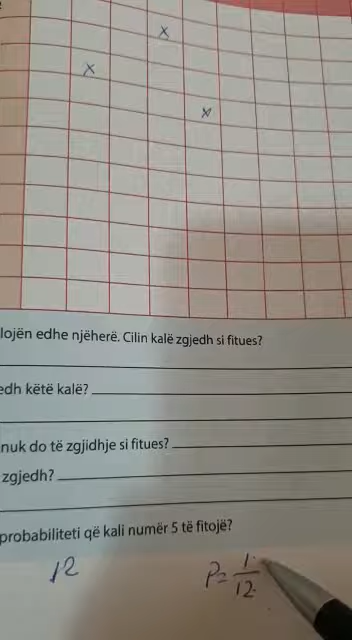 x
x
x
lojën edhe njëherë. Cilin kalë zgjedh si fitues?
edh këtë kalë?
nuk do të zgjidhje si fitues?
zgjedh?
probabiliteti që kali numër 5 të fitojë?
12 P= 1/12